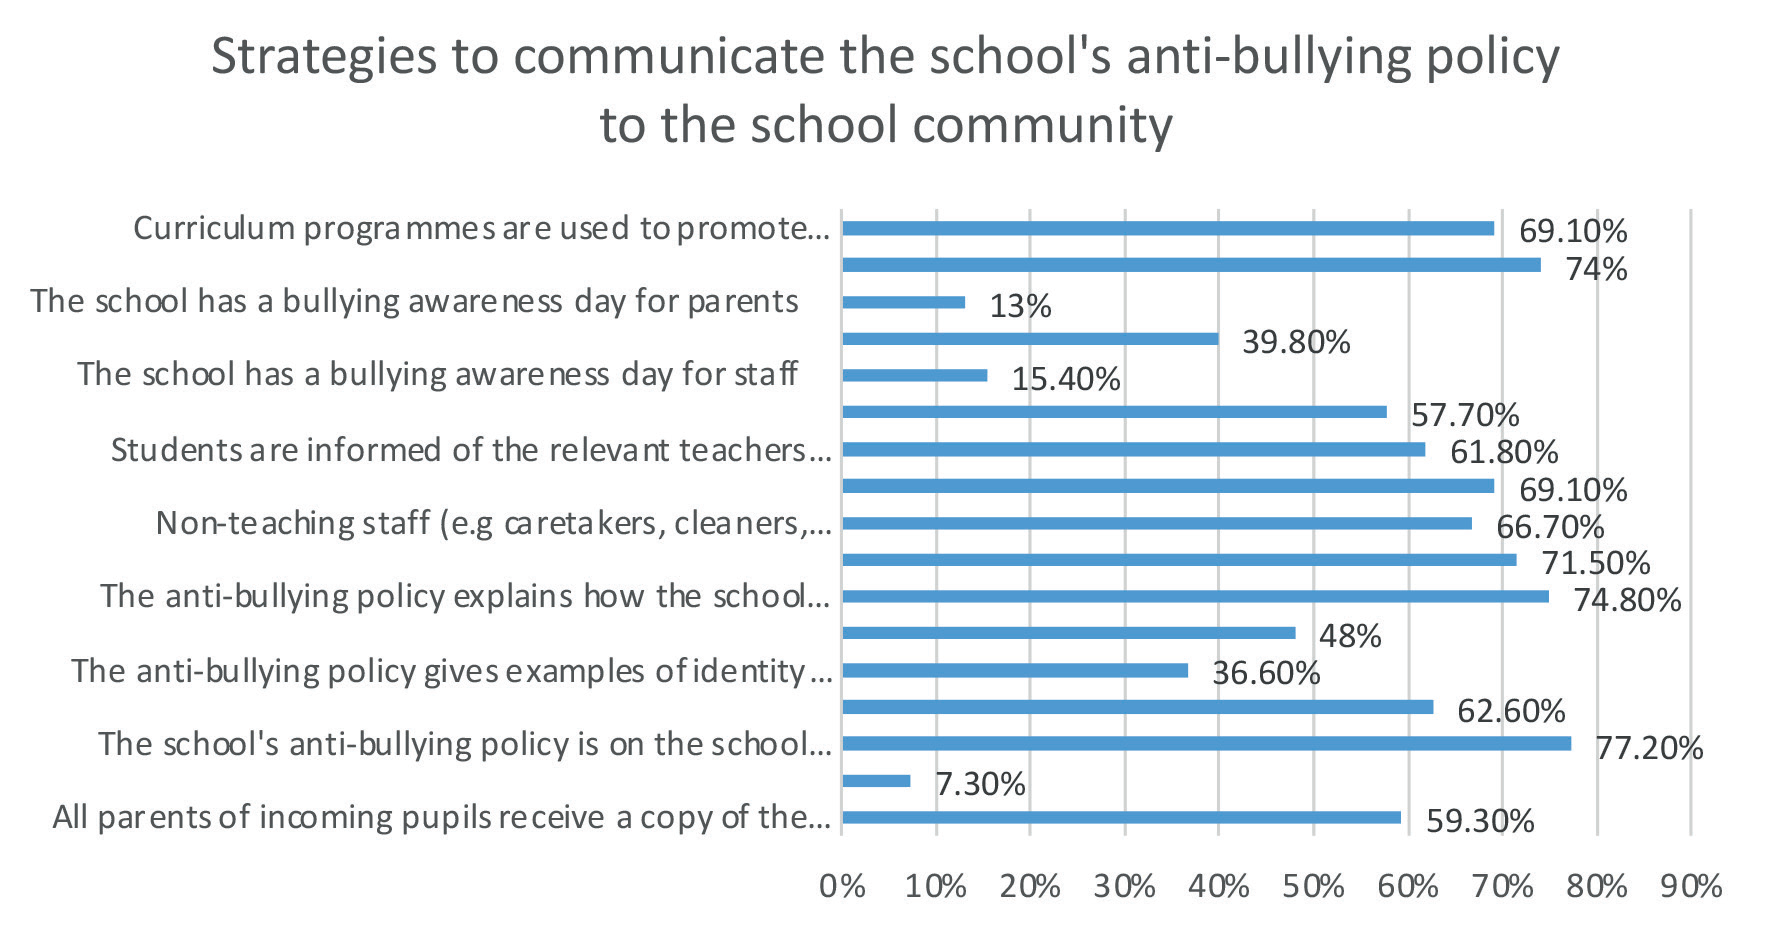 Strategies to communicate the school's anti-bullying policy
to the school community
Curriculum programmes are used to promote... 69.10%
74%
The school has a bullying awareness day for parents 13%
39.80%
The school has a bullying awareness day for staff 15.40%
57.70%
Students are informed of the relevant teachers... 61.80%
69.10%
Non-teaching staff (e.g caretakers, cleaners,... 66.70%
71.50%
The anti-bullying policy explains how the school... 74.80%
48%
The anti-bullying policy gives examples of identity ... 36.60%
62.60%
The school's anti-bullying policy is on the school... 77.20%
7.30%
All parents of incoming pupils receive a copy of the... 59.30%
0% 10% 20% 30% 40% 50% 60% 70% 80% 90%